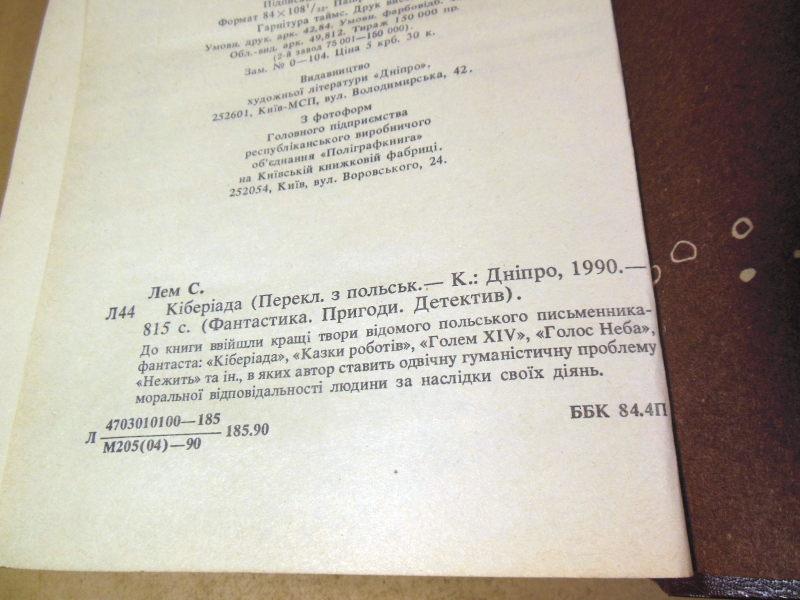 Підписа
Формат 84×108¹/₃₂. Папір
Гарнітура таймс. Друк вис
Умовн. друк. арк. 42,84. Умовн. фарбовідб.
Обл.-вид. арк. 49,812. Тираж 150 000 пр.
(2-й завод 75 001—160 000).
Зам. № 0—104. Ціна 5 крб. 30 к.
Видавництво
художньої літератури «Дніпро».
252601, Київ-МСП, вул. Володимирська, 42.
З фотоформ
Головного підприємства
республіканського виробничого
об'єднання «Поліграфкнига»
на Київській книжковій фабриці.
252054, Київ, вул. Воровського, 24.
Лем С.
Л44 Кіберіада (Перекл. з польськ.— К.: Дніпро, 1990.—
815 с. (Фантастика. Пригоди. Детектив).
До книги ввійшли кращі твори відомого польського письменника-
фантаста: «Кіберіада», «Казки роботів», «Голем XIV», «Голос Неба»,
«Нежить» та ін., в яких автор ставить одвічну гуманістичну проблему
моральної відповідальності людини за наслідки своїх діянь.
4703010100—185
Л 185.90
М205(04)—90
ББК 84.4П